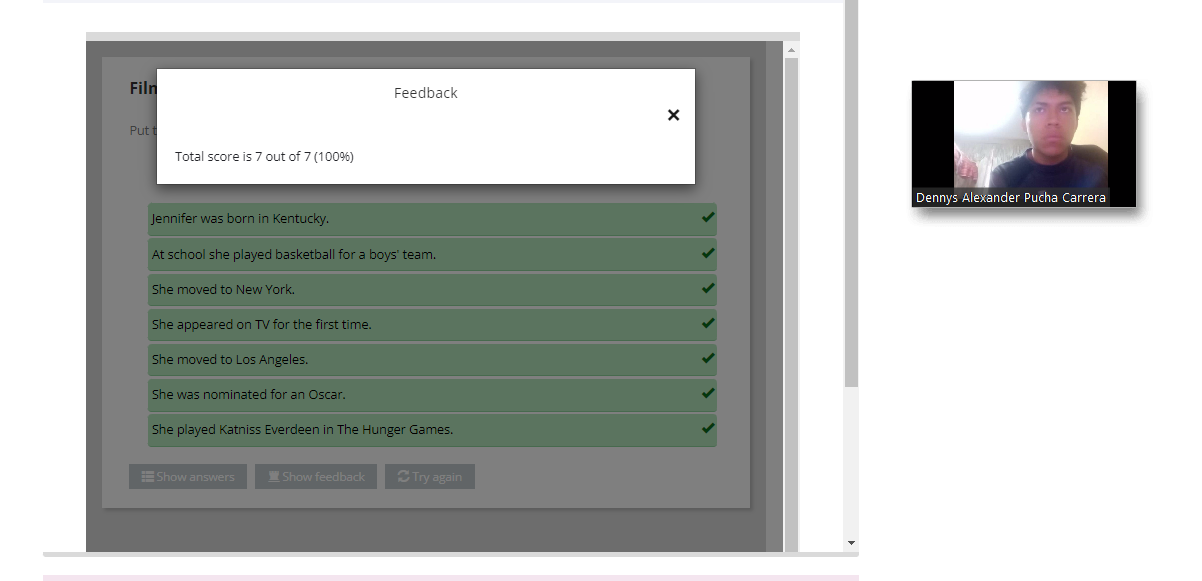 Film
Feedback
Put t
Total score is 7 out of 7 (100%)
Jennifer was born in Kentucky.
At school she played basketball for a boys' team.
She moved to New York.
She appeared on TV for the first time.
She moved to Los Angeles.
She was nominated for an Oscar.
She played Katniss Everdeen in The Hunger Games.
Show answers Show feedback Try again
Dennys Alexander Pucha Carrera